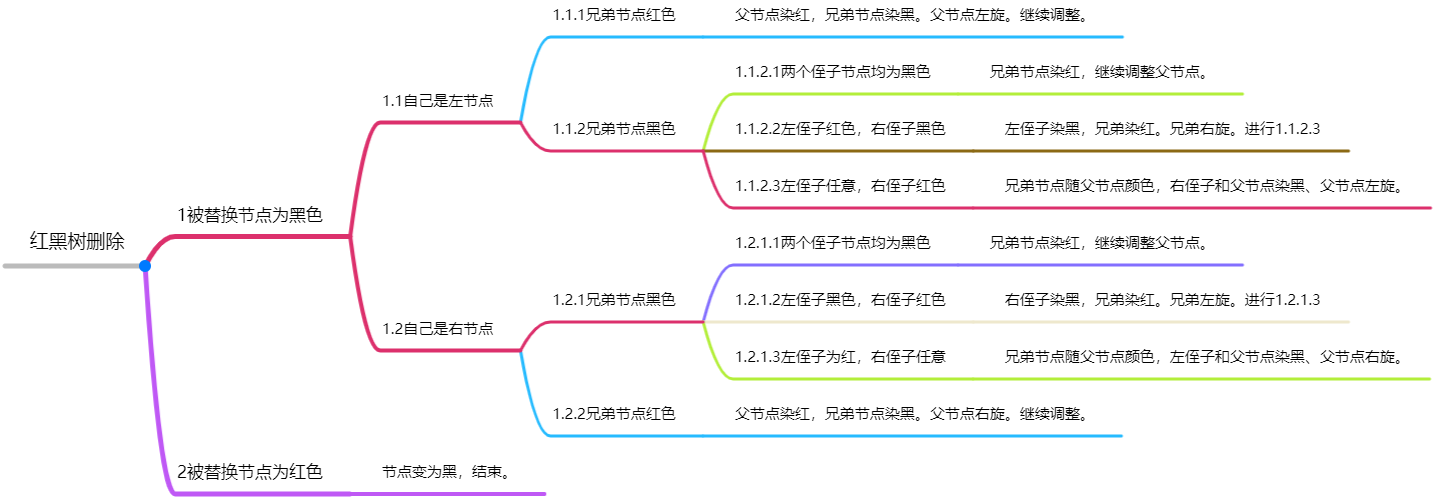 红黑树删除
1被替换节点为黑色
1.1自己是左节点
1.1.1兄弟节点红色
父节点染红，兄弟节点染黑。父节点左旋。继续调整。
1.1.2兄弟节点黑色
1.1.2.1两个侄子节点均为黑色
兄弟节点染红，继续调整父节点。
1.1.2.2左侄子红色，右侄子黑色
左侄子染黑，兄弟染红。兄弟右旋。进行1.1.2.3
1.1.2.3左侄子任意，右侄子红色
兄弟节点随父节点颜色，右侄子和父节点染黑、父节点左旋。
1.2自己是右节点
1.2.1兄弟节点黑色
1.2.1.1两个侄子节点均为黑色
兄弟节点染红，继续调整父节点。
1.2.1.2左侄子黑色，右侄子红色
右侄子染黑，兄弟染红。兄弟左旋。进行1.2.1.3
1.2.1.3左侄子为红，右侄子任意
兄弟节点随父节点颜色，左侄子和父节点染黑、父节点右旋。
1.2.2兄弟节点红色
父节点染红，兄弟节点染黑。父节点右旋。继续调整。
2被替换节点为红色
节点变为黑，结束。